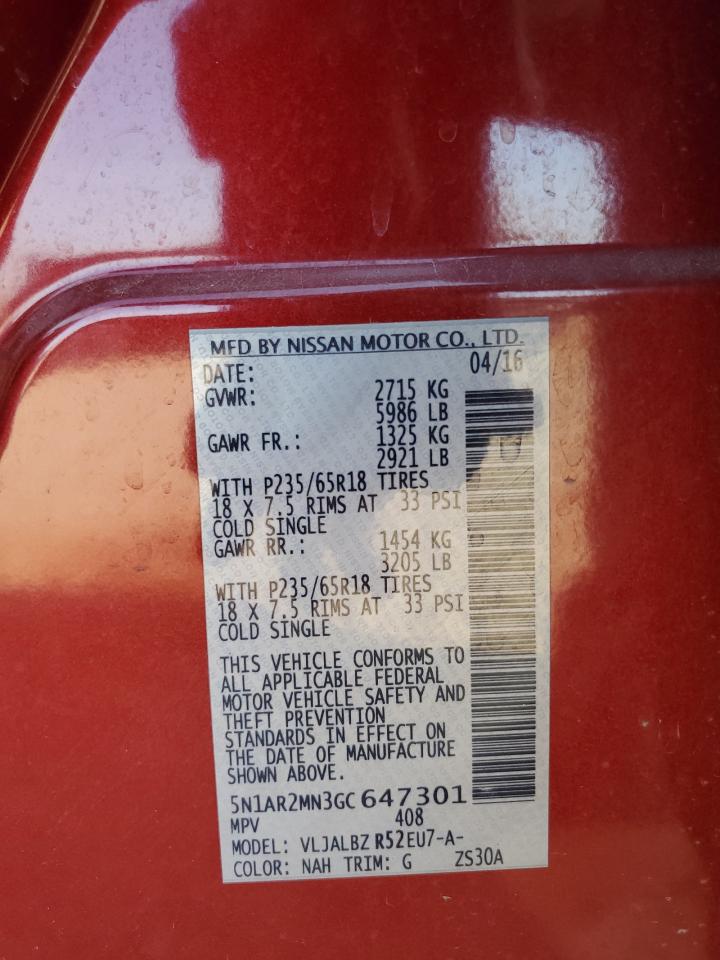 MFD BY NISSAN MOTOR CO., LTD.
DATE: 04/16
GVWR: 2715 KG
5986 LB
GAWR FR.: 1325 KG
2921 LB
WITH P235/65R18 TIRES
18 X 7.5 RIMS AT 33 PSI
COLD SINGLE
GAWR RR.: 1454 KG
3205 LB
WITH P235/65R18 TIRES
18 X 7.5 RIMS AT 33 PSI
COLD SINGLE
THIS VEHICLE CONFORMS TO
ALL APPLICABLE FEDERAL
MOTOR VEHICLE SAFETY AND
THEFT PREVENTION
STANDARDS IN EFFECT ON
THE DATE OF MANUFACTURE
SHOWN ABOVE.
5N1AR2MN3GC647301
MPV 408
MODEL: VLJALBZ R52EU7-A-
COLOR: NAH TRIM: G ZS30A